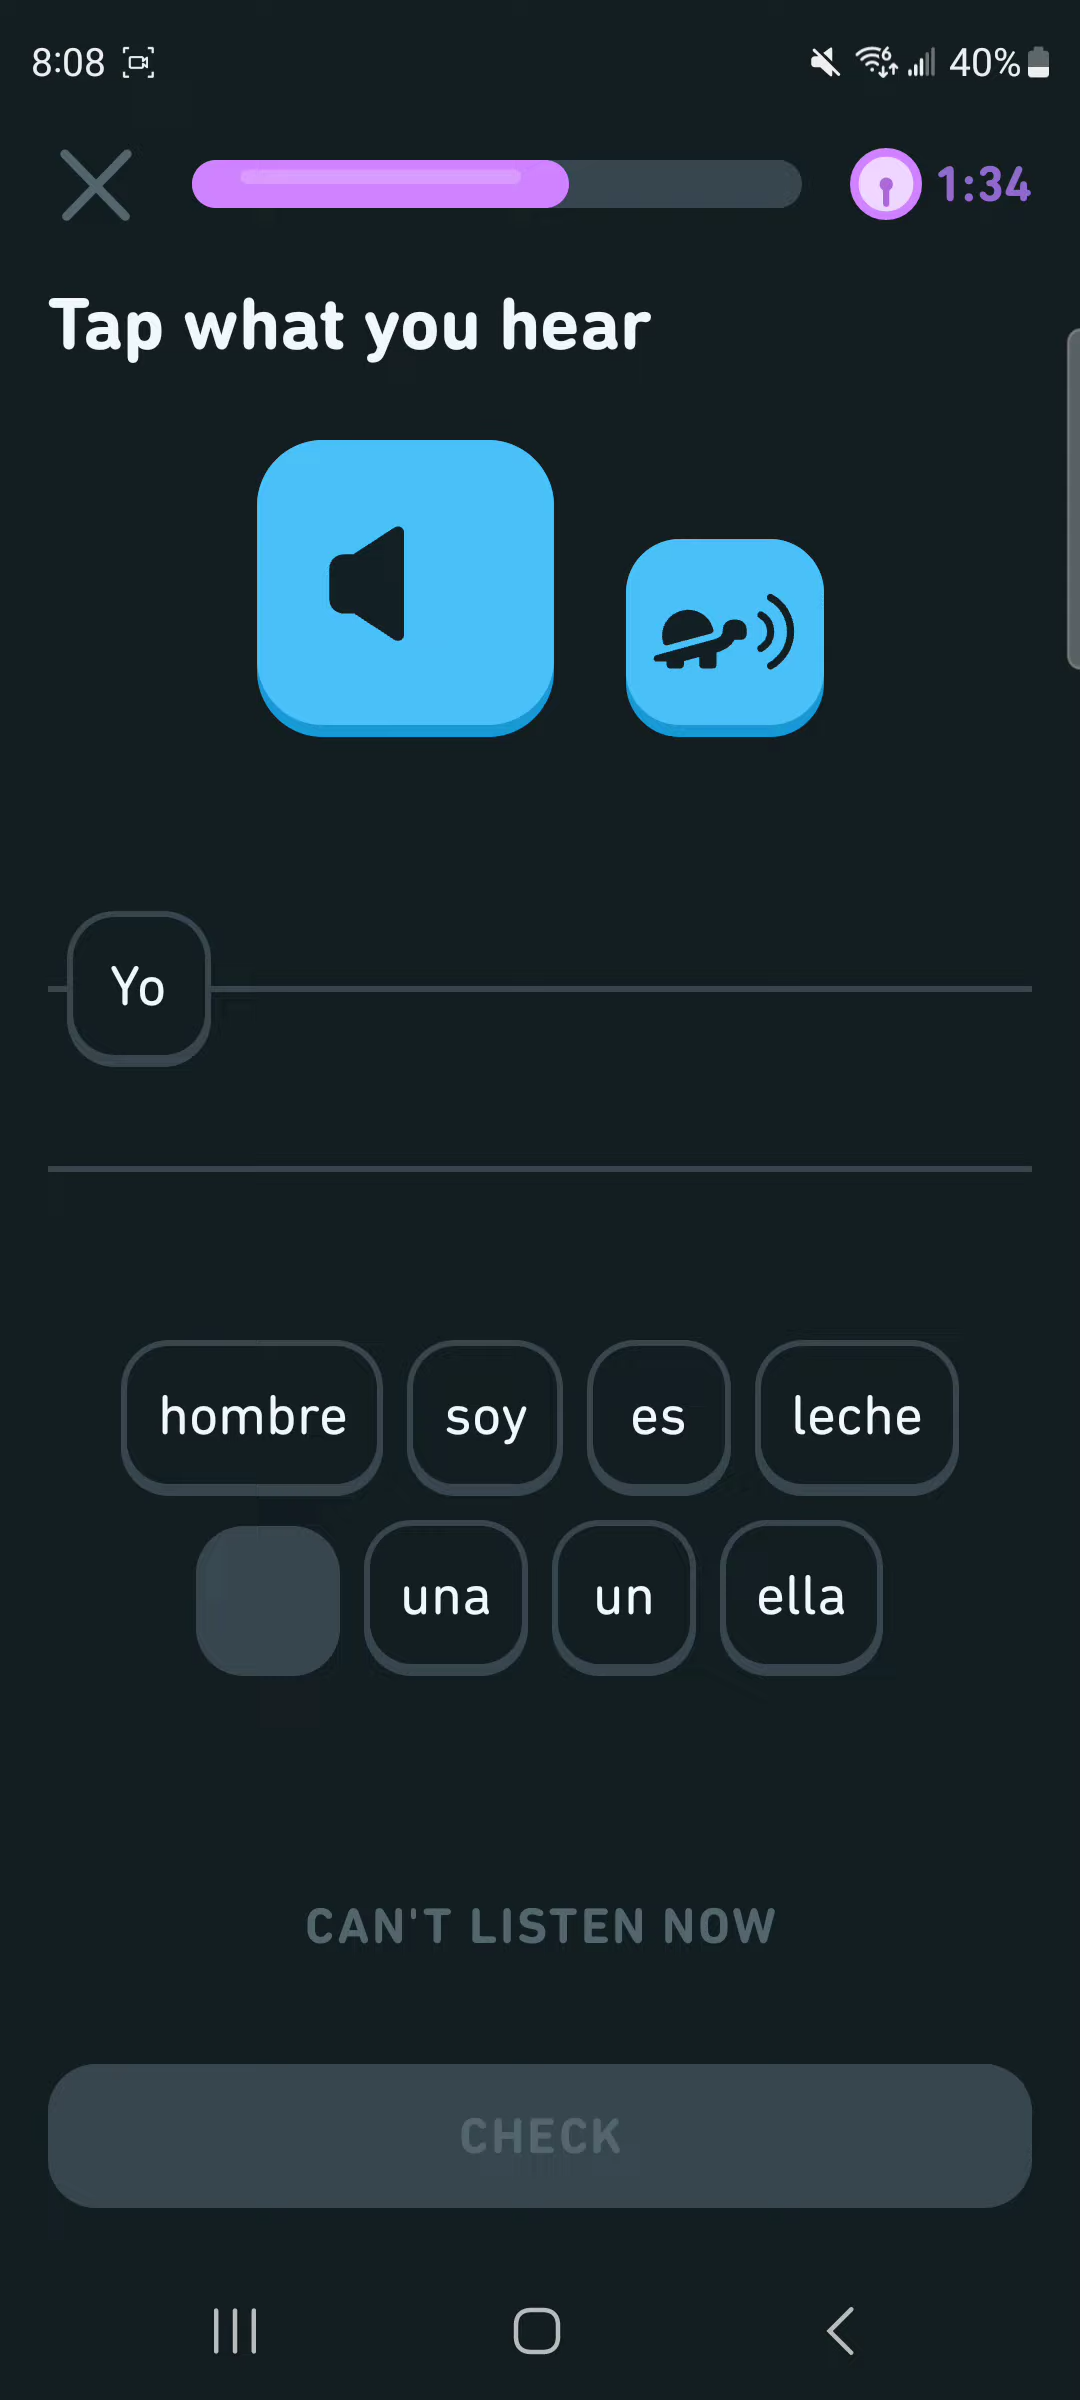 8:08 40%
1:34
Tap what you hear
Yo
hombre soy es leche
una un ella
CAN'T LISTEN NOW
CHECK